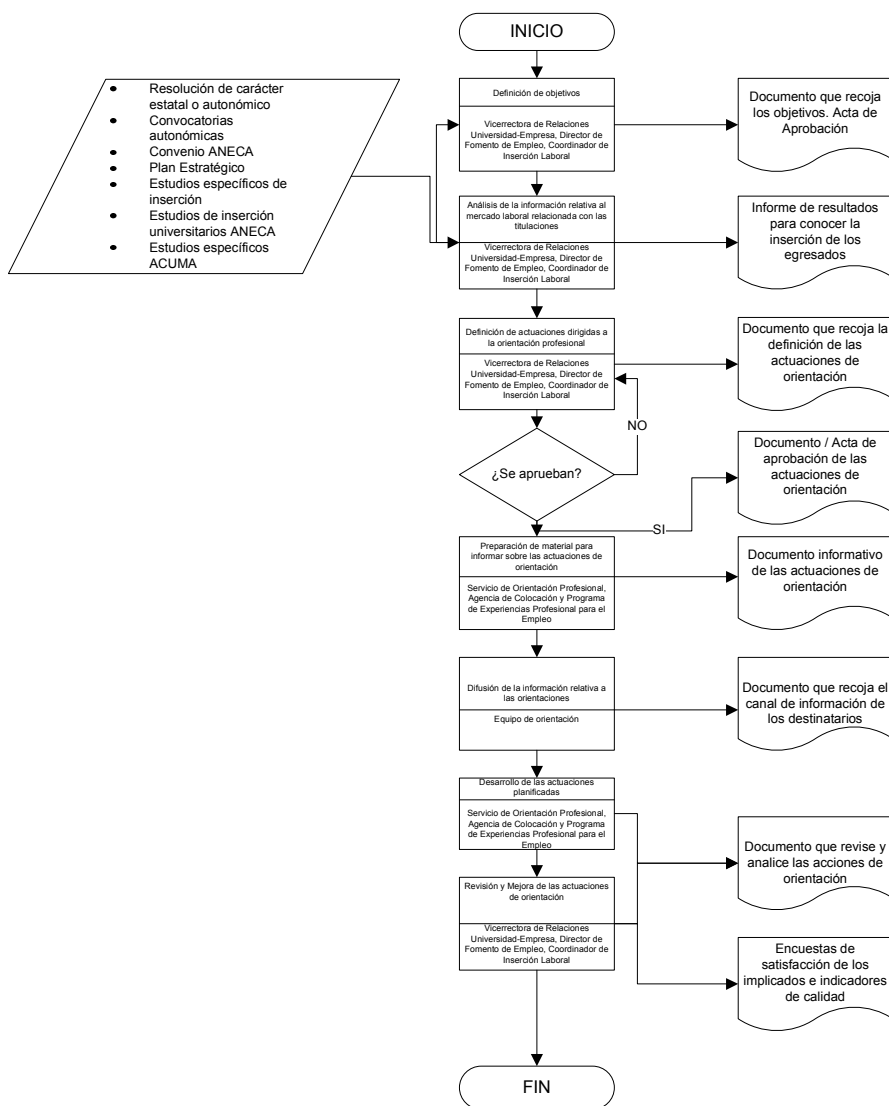 INICIO
Resolución de carácter
estatal o autonómico
Convocatorias
autonómicas
Convenio ANECA
Plan Estratégico
Estudios específicos de
inserción
Estudios de inserción
universitarios ANECA
Estudios específicos
ACUMA
Definición de objetivos
Vicerrectora de Relaciones
Universidad-Empresa, Director de
Fomento de Empleo, Coordinador de
Inserción Laboral
Documento que recoja
los objetivos. Acta de
Aprobación
Análisis de la información relativa al
mercado laboral relacionada con las
titulaciones
Vicerrectora de Relaciones
Universidad-Empresa, Director de
Fomento de Empleo, Coordinador de
Inserción Laboral
Informe de resultados
para conocer la
inserción de los
egresados
Definición de actuaciones dirigidas a
la orientación profesional
Vicerrectora de Relaciones
Universidad-Empresa, Director de
Fomento de Empleo, Coordinador de
Inserción Laboral
Documento que recoja la
definición de las
actuaciones de
orientación
NO
¿Se aprueban?
Documento / Acta de
aprobación de las
actuaciones de
orientación
SI
Preparación de material para
informar sobre las actuaciones de
orientación
Servicio de Orientación Profesional,
Agencia de Colocación y Programa
de Experiencias Profesional para el
Empleo
Documento informativo
de las actuaciones de
orientación
Difusión de la información relativa a
las orientaciones
Equipo de orientación
Documento que recoja el
canal de información de
los destinatarios
Desarrollo de las actuaciones
planificadas
Servicio de Orientación Profesional,
Agencia de Colocación y Programa
de Experiencias Profesional para el
Empleo
Documento que revise y
analice las acciones de
orientación
Revisión y Mejora de las actuaciones
de orientación
Vicerrectora de Relaciones
Universidad-Empresa, Director de
Fomento de Empleo, Coordinador de
Inserción Laboral
Encuestas de
satisfacción de los
implicados e indicadores
de calidad
FIN